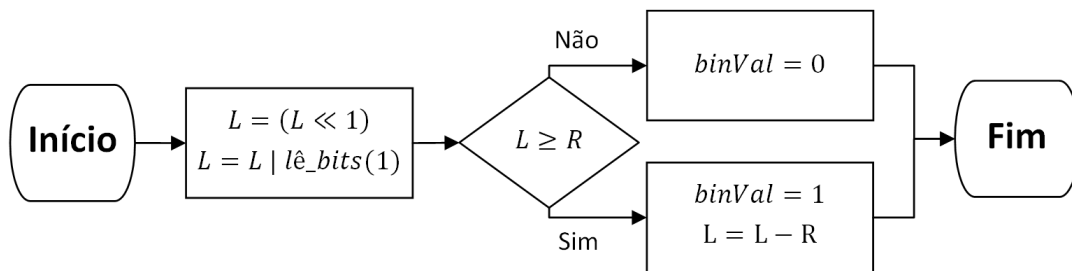 Início
L = (L ≪ 1)
L = L | lê_bits(1)
L ≥ R
Não
binVal = 0
Sim
binVal = 1
L = L − R
Fim